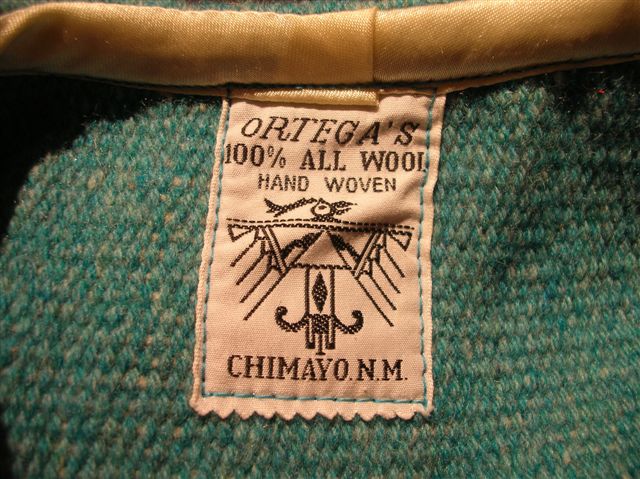 ORTEGA'S
100% ALL WOOL
HAND WOVEN
CHIMAYO. N.M.